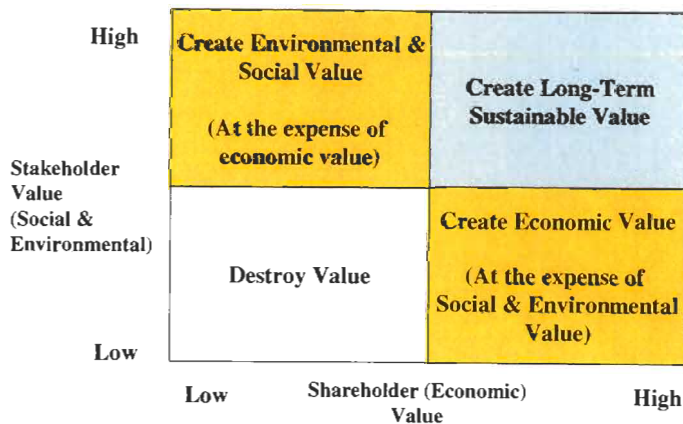 High
Create Environmental &
Social Value
(At the expense of
economic value)
Create Long-Term
Sustainable Value
Stakeholder
Value
(Social &
Environmental)
Destroy Value
Create Economic Value
(At the expense of
Social & Environmental
Value)
Low
Low
Shareholder (Economic)
Value
High